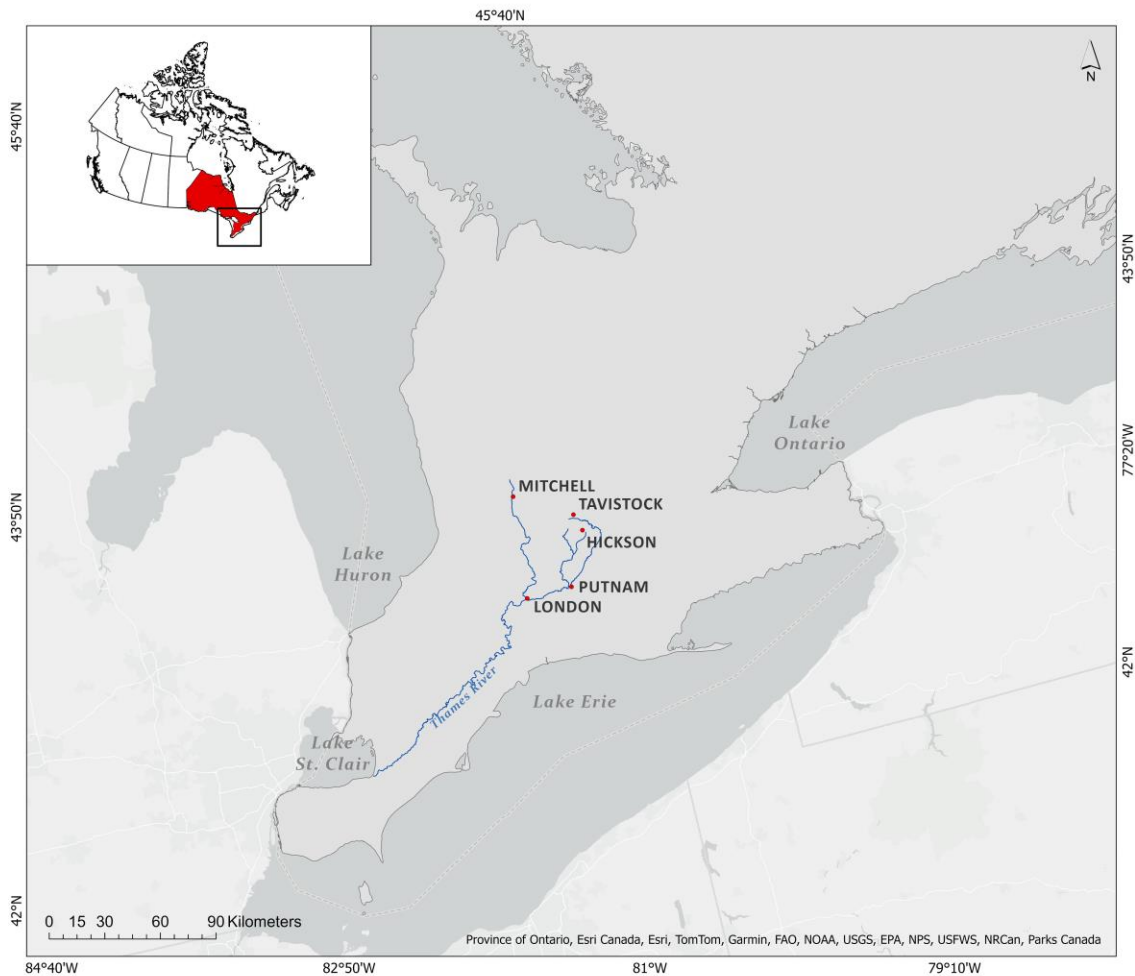 45°40'N
45°40'N
N
43°50'N
Lake
Ontario
77°20'W
MITCHELL
TAVISTOCK
43°50'N
HICKSON
Lake
Huron
PUTNAM
LONDON
42°N
Thames River
Lake Erie
Lake
St. Clair
42°N
0 15 30 60 90 Kilometers
Province of Ontario, Esri Canada, Esri, TomTom, Garmin, FAO, NOAA, USGS, EPA, NPS, USFWS, NRCan, Parks Canada
84°40'W 82°50'W 81°W 79°10'W